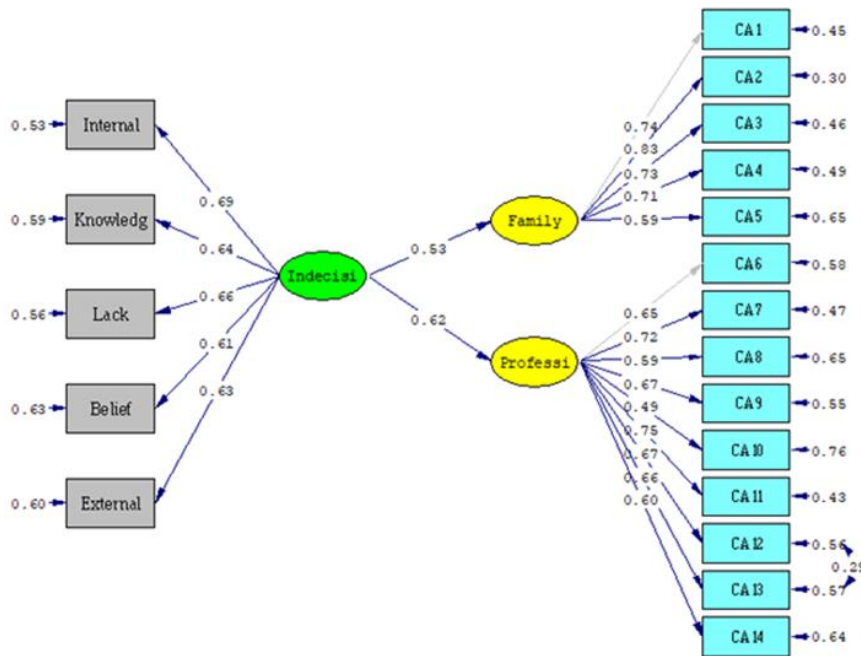 0.53
Internal
0.59
Knowledg
0.56
Lack
0.63
Belief
0.60
External
0.69
0.64
0.66
0.61
0.63
Indecisi
0.53
0.62
Family
Professi
0.74
0.83
0.73
0.71
0.59
0.65
0.72
0.59
0.67
0.49
0.75
0.67
0.66
0.60
CA1
0.45
CA2
0.30
CA3
0.46
CA4
0.49
CA5
0.65
CA6
0.58
CA7
0.47
CA8
0.65
CA9
0.55
CA10
0.76
CA11
0.43
CA12
0.56
0.29
CA13
0.57
CA14
0.64